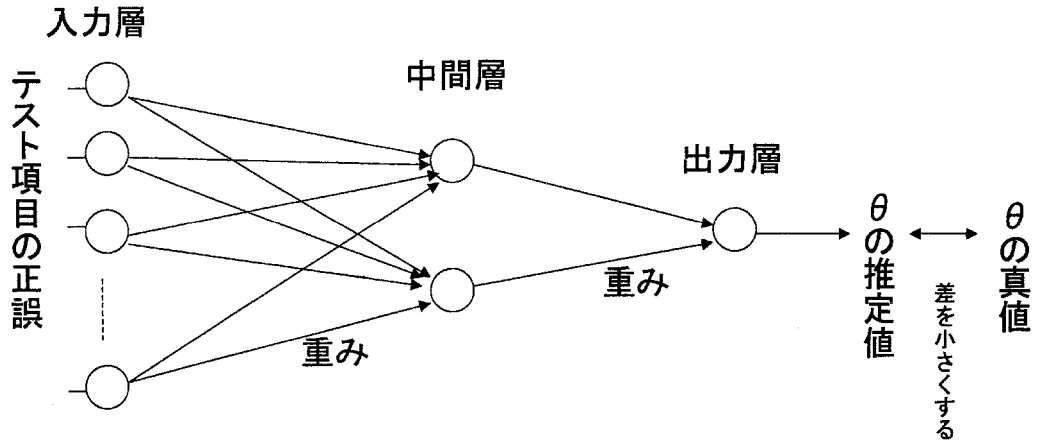 入力層
テスト項目の正誤
中間層
重み
出力層
重み
θの推定値
差を小さくする
θの真値